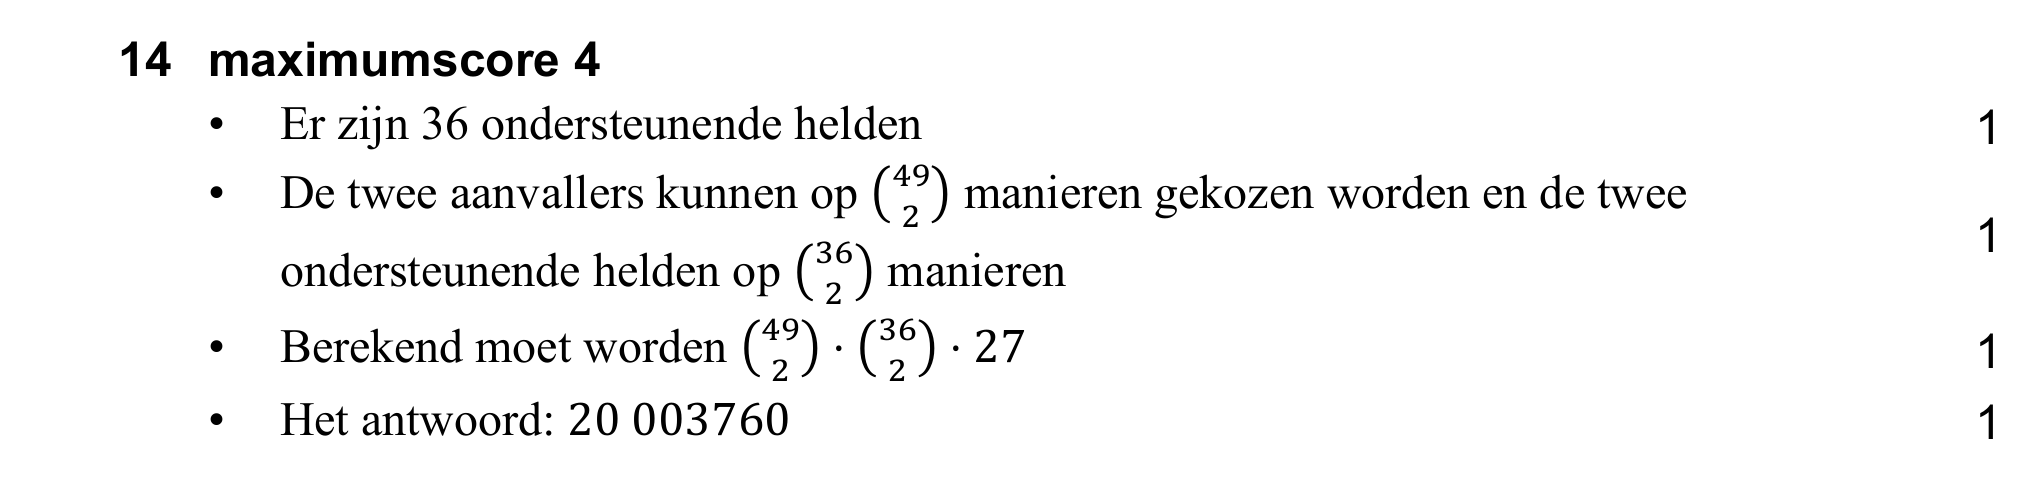 14 maximumscore 4
• Er zijn 36 ondersteunende helden 1
• De twee aanvallers kunnen op (49 2) manieren gekozen worden en de twee
ondersteunende helden op (36 2) manieren 1
• Berekend moet worden (49 2) · (36 2) · 27 1
• Het antwoord: 20 003760 1